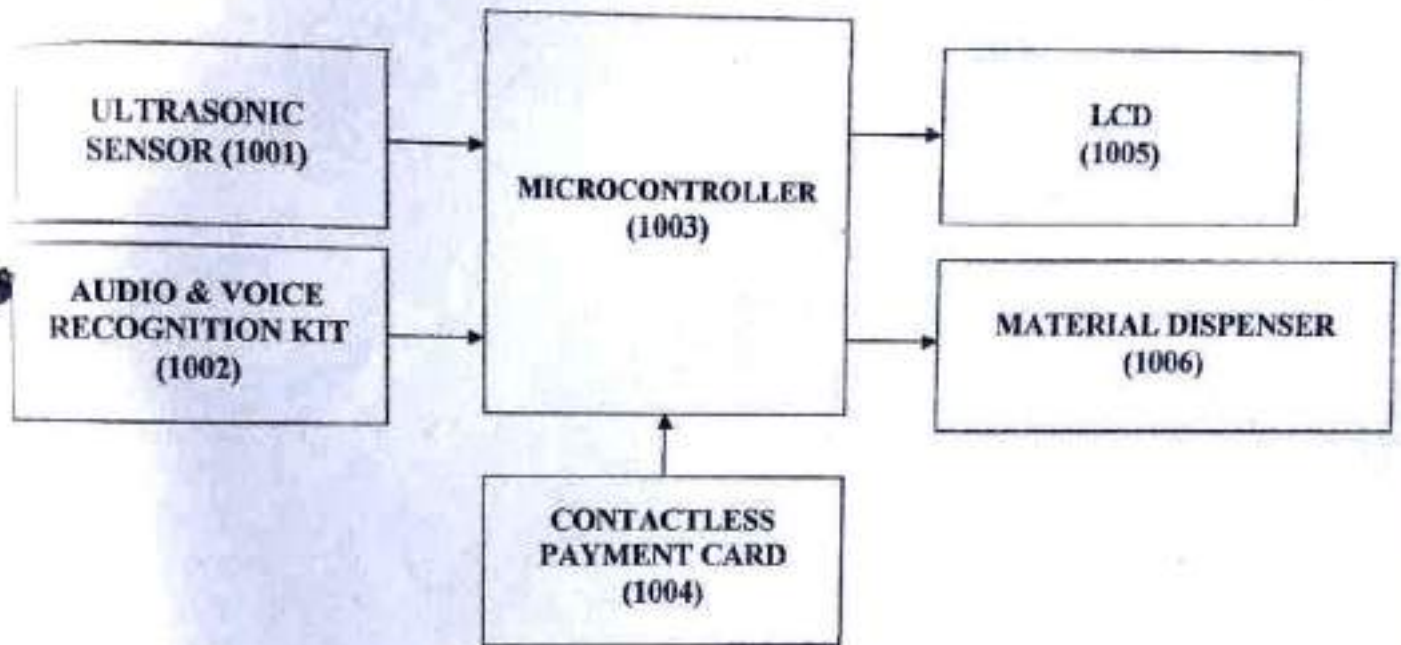 ULTRASONIC
SENSOR (1001)
AUDIO & VOICE
RECOGNITION KIT
(1002)
MICROCONTROLLER
(1003)
CONTACTLESS
PAYMENT CARD
(1004)
LCD
(1005)
MATERIAL DISPENSER
(1006)